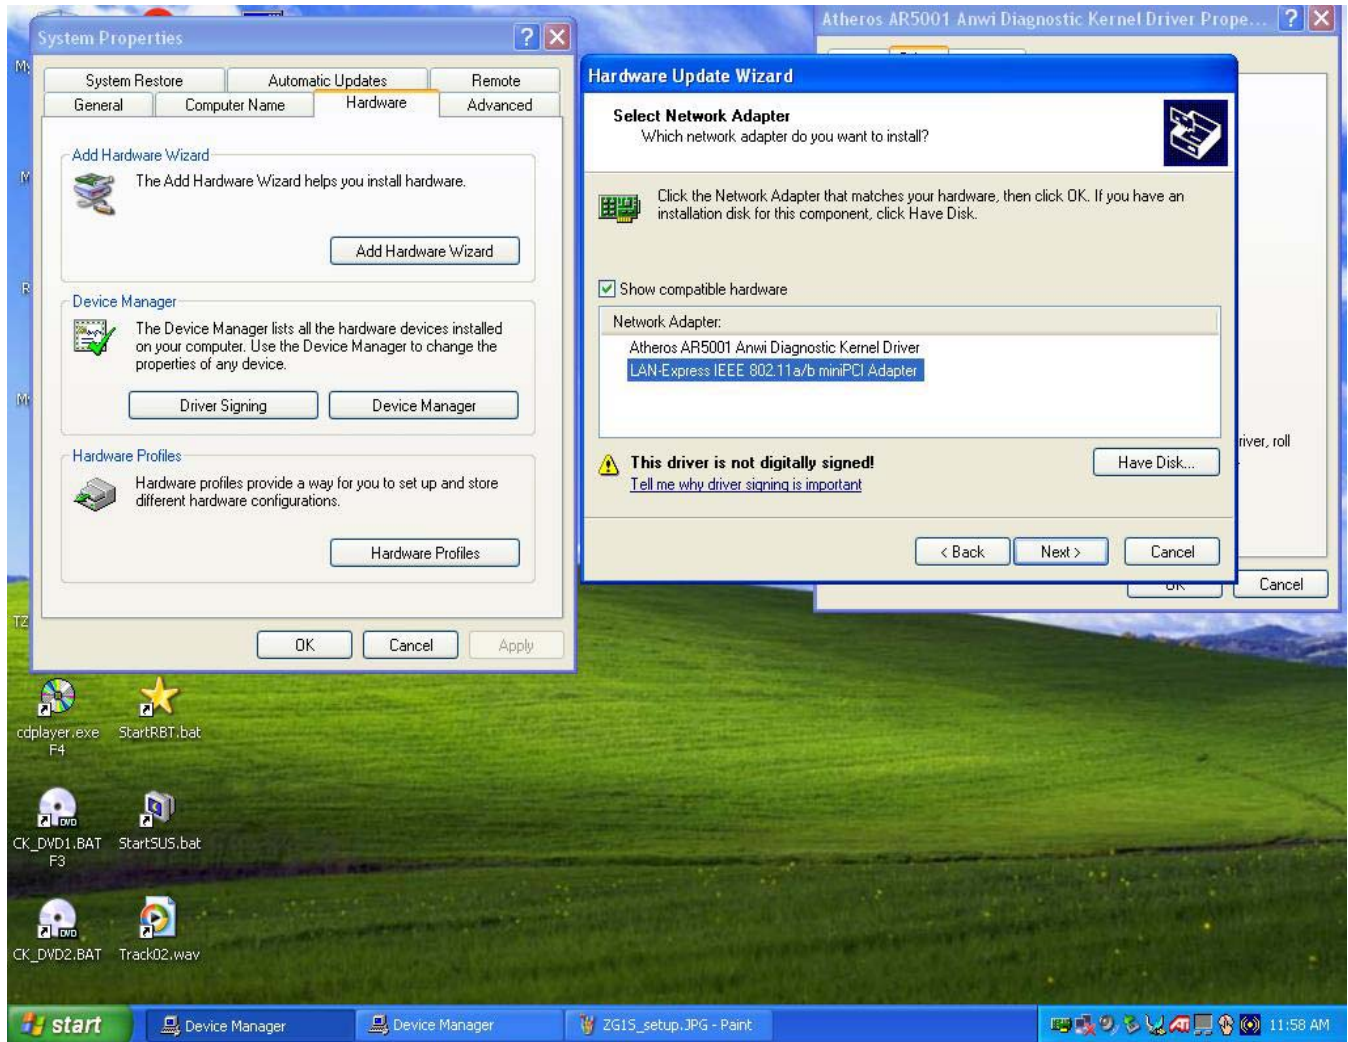 System Properties
System Restore
Automatic Updates
Remote
General
Computer Name
Hardware
Advanced
Add Hardware Wizard
The Add Hardware Wizard helps you install hardware.
Add Hardware Wizard
Device Manager
The Device Manager lists all the hardware devices installed
on your computer. Use the Device Manager to change the
properties of any device.
Driver Signing
Device Manager
Hardware Profiles
Hardware profiles provide a way for you to set up and store
different hardware configurations.
Hardware Profiles
OK
Cancel
Apply
Atheros AR5001 Anwi Diagnostic Kernel Driver Prope...
Hardware Update Wizard
Select Network Adapter
Which network adapter do you want to install?
Click the Network Adapter that matches your hardware, then click OK. If you have an
installation disk for this component, click Have Disk.
Show compatible hardware
Network Adapter:
Atheros AR5001 Anwi Diagnostic Kernel Driver
LAN-Express IEEE 802.11a/b miniPCI Adapter
This driver is not digitally signed!
Tell me why driver signing is important
Have Disk...
< Back
Next >
Cancel
river, roll
Cancel
cdplayer.exe
F4
StartRBT.bat
CK_DVD1.BAT
F3
StartSUS.bat
CK_DVD2.BAT
Track02.wav
start
Device Manager
Device Manager
ZG1S_setup.JPG - Paint
11:58 AM